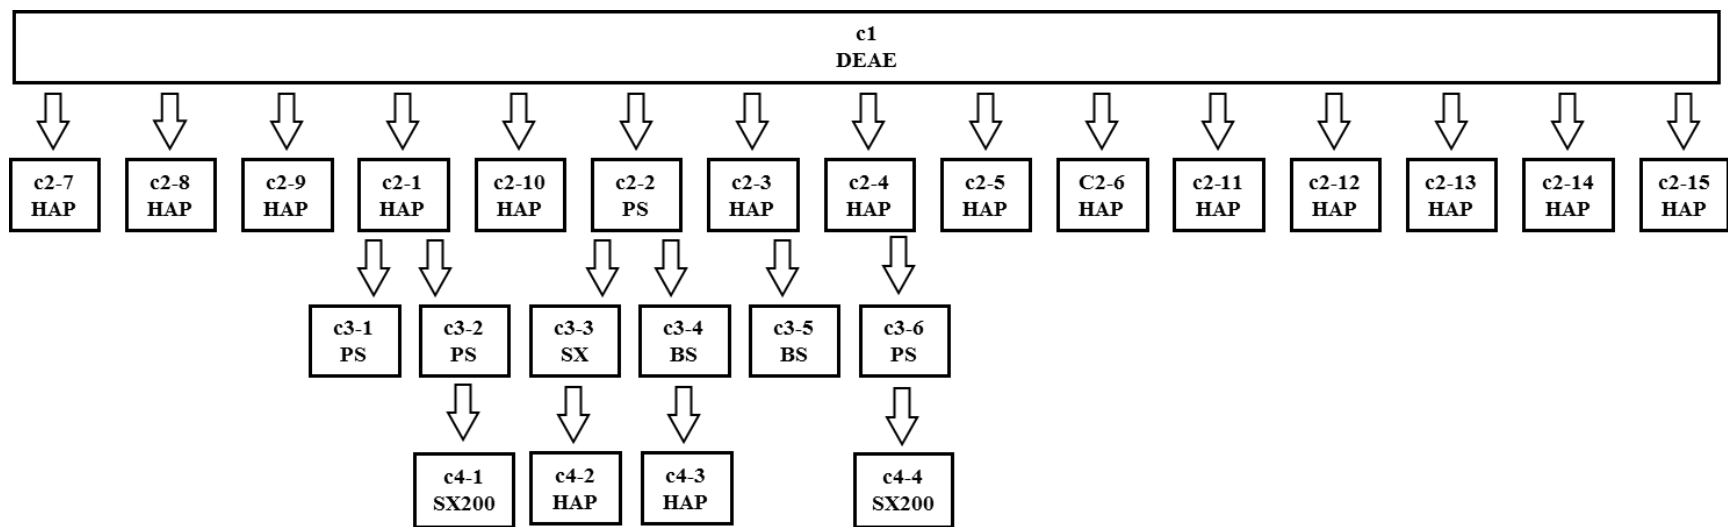 c1
DEAE
c2-7
HAP
c2-8
HAP
c2-9
HAP
c2-1
HAP
c2-10
HAP
c2-2
PS
c2-3
HAP
c2-4
HAP
c2-5
HAP
C2-6
HAP
c2-11
HAP
c2-12
HAP
c2-13
HAP
c2-14
HAP
c2-15
HAP
c3-1
PS
c3-2
PS
c3-3
SX
c3-4
BS
c3-5
BS
c3-6
PS
c4-1
SX200
c4-2
HAP
c4-3
HAP
c4-4
SX200